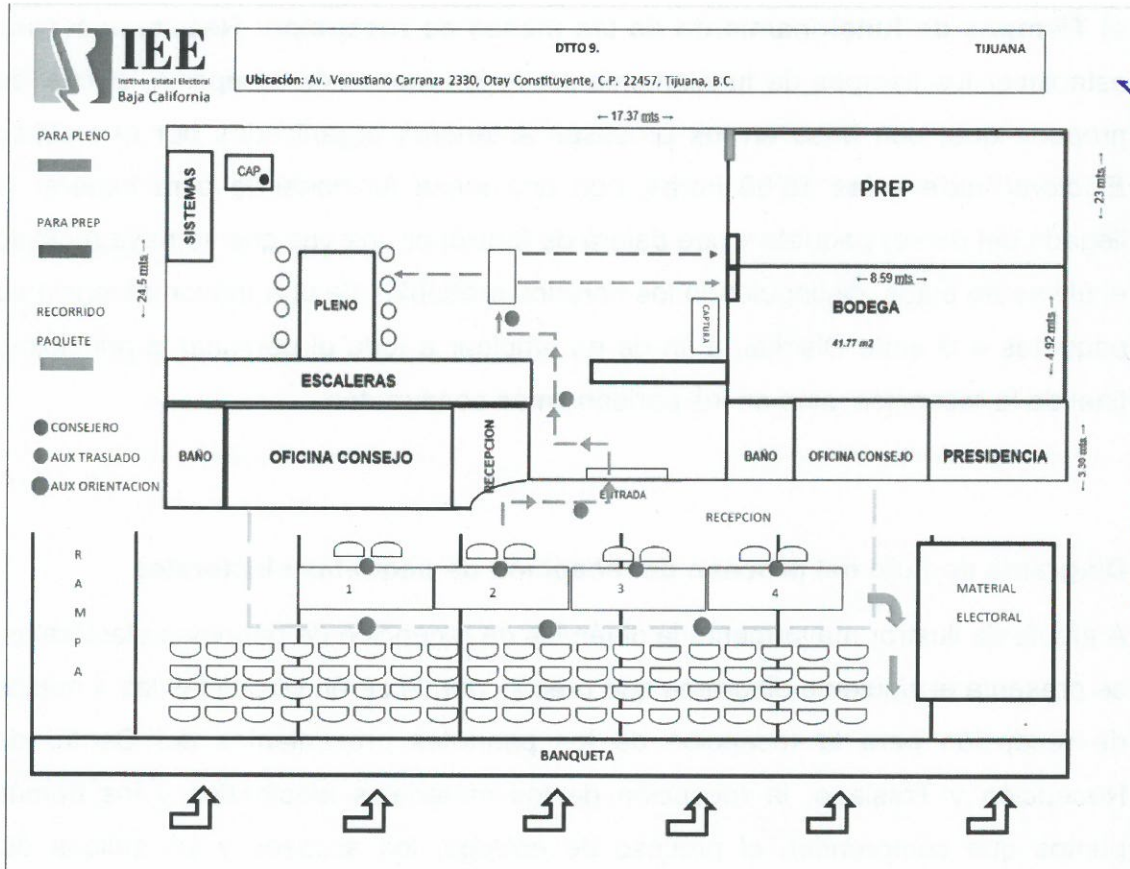 IEE
Instituto Estatal Electoral
Baja California
DTTO 9.
TIJUANA
Ubicación: Av. Venustiano Carranza 2330, Otay Constituyente, C.P. 22457, Tijuana, B.C.
PARA PLENO
PARA PREP
RECORRIDO
PAQUETE
CONSEJERO
AUX TRASLADO
AUX ORIENTACION
← 17.37 mts →
← 24.5 mts →
SISTEMAS
CAP
PLENO
ESCALERAS
PREP
← 23 mts →
← 8.59 mts →
BODEGA
41.77 m2
← 4.92 mts →
CAPTURA
BAÑO
OFICINA CONSEJO
RECEPCION
ENTRADA
BAÑO
OFICINA CONSEJO
PRESIDENCIA
← 3.30 mts →
RECEPCION
RAMPA
1
2
3
4
MATERIAL
ELECTORAL
BANQUETA